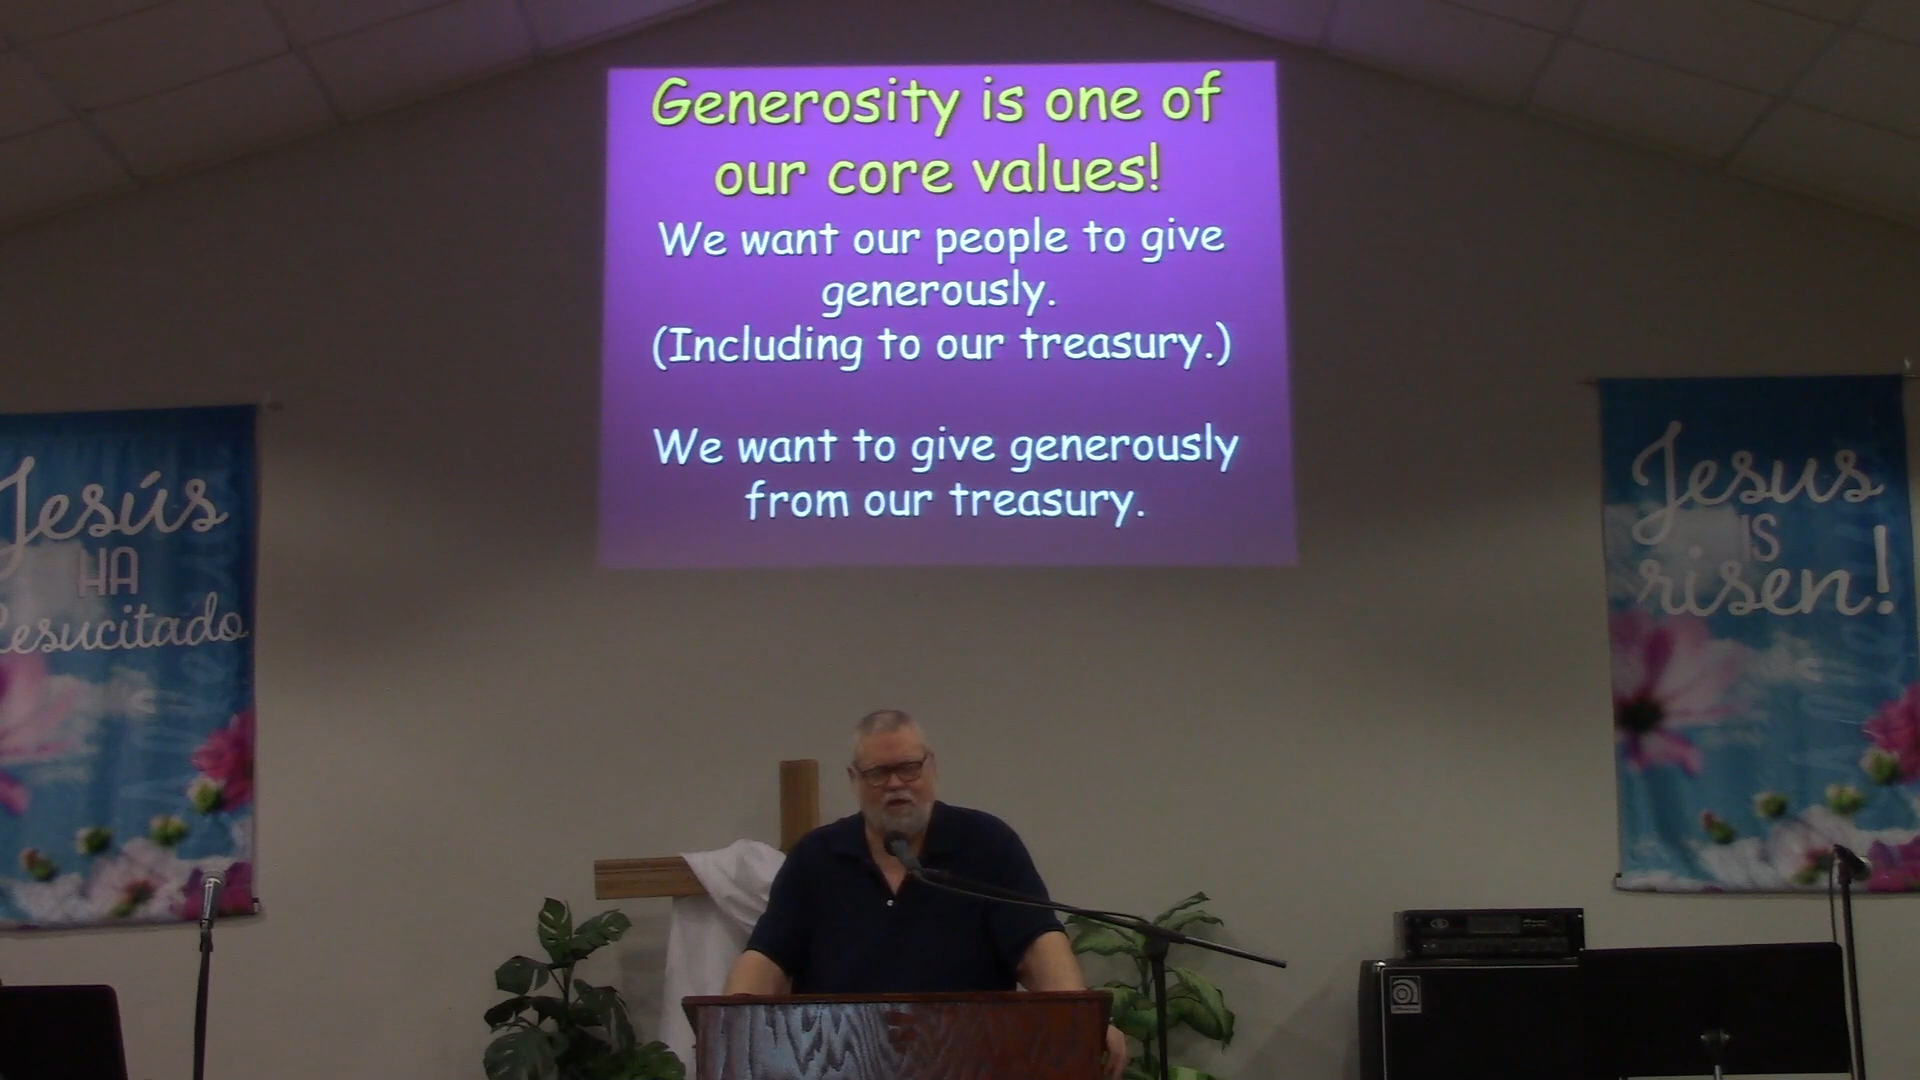 Generosity is one of
our core values!
We want our people to give
generously.
(Including to our treasury.)
We want to give generously
from our treasury.
Jesús
HA
Resucitado
Jesus
IS
risen!